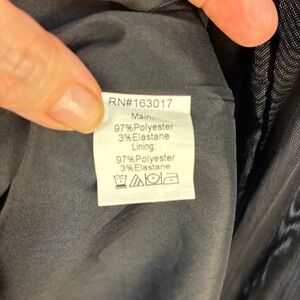 RN#163017
Main:
97%Polyester
3%Elastane
Lining:
97%Polyester
3%Elastane